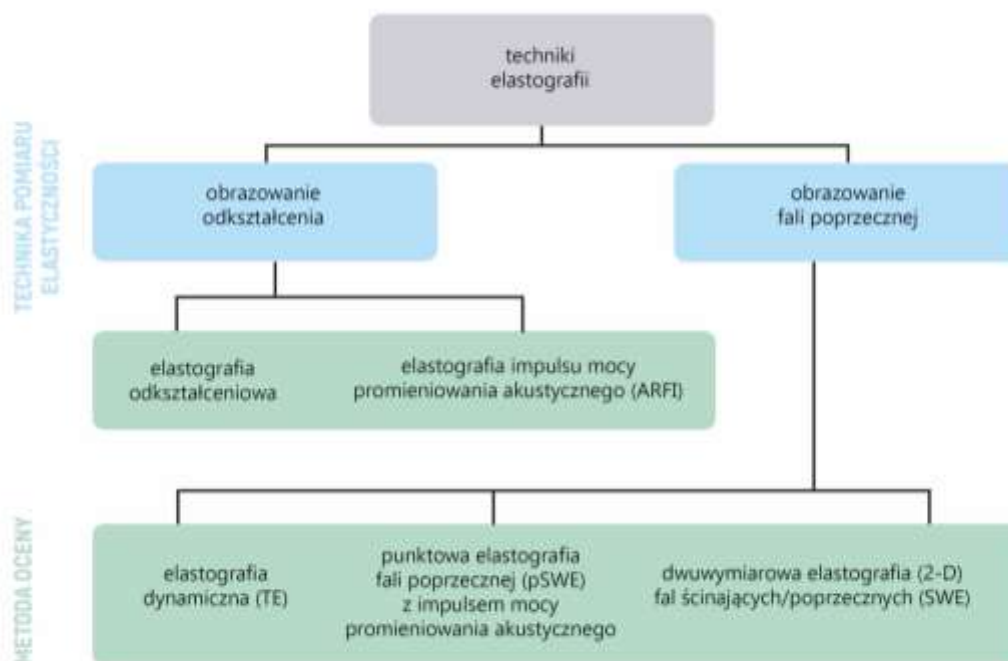 techniki
elastografii
TECHNIKA POMIARU
ELASTYCZNOŚCI
obrazowanie
odkształcenia
obrazowanie
fali poprzecznej
elastografia
odkształceniowa
elastografia impulsu mocy
promieniowania akustycznego (ARFI)
METODA OCENY
elastografia
dynamiczna (TE)
punktowa elastografia
fali poprzecznej (pSWE)
z impulsem mocy
promieniowania akustycznego
dwuwymiarowa elastografia (2-D)
fal ścinających/poprzecznych (SWE)